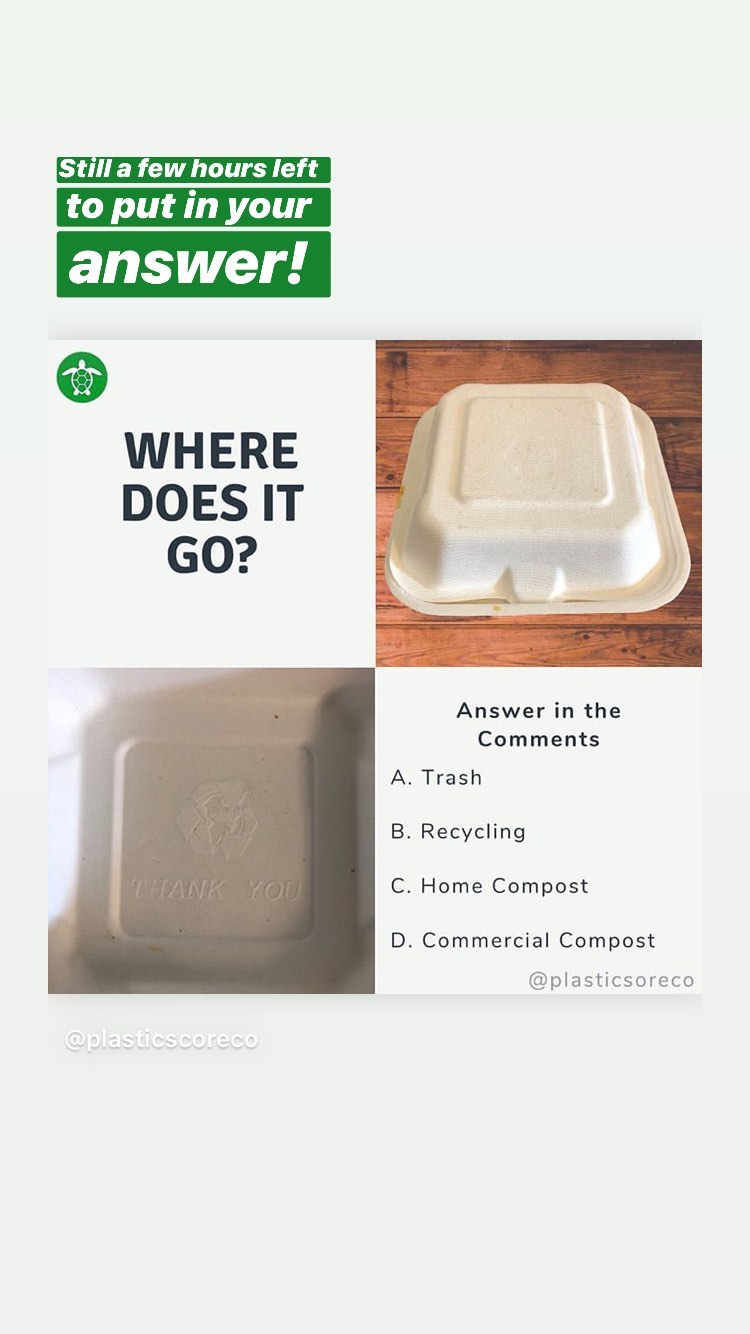 Still a few hours left
to put in your
answer!
WHERE
DOES IT
GO?
THANK YOU
Answer in the
Comments
A. Trash
B. Recycling
C. Home Compost
D. Commercial Compost
@plasticsoreco
@plasticscoreco